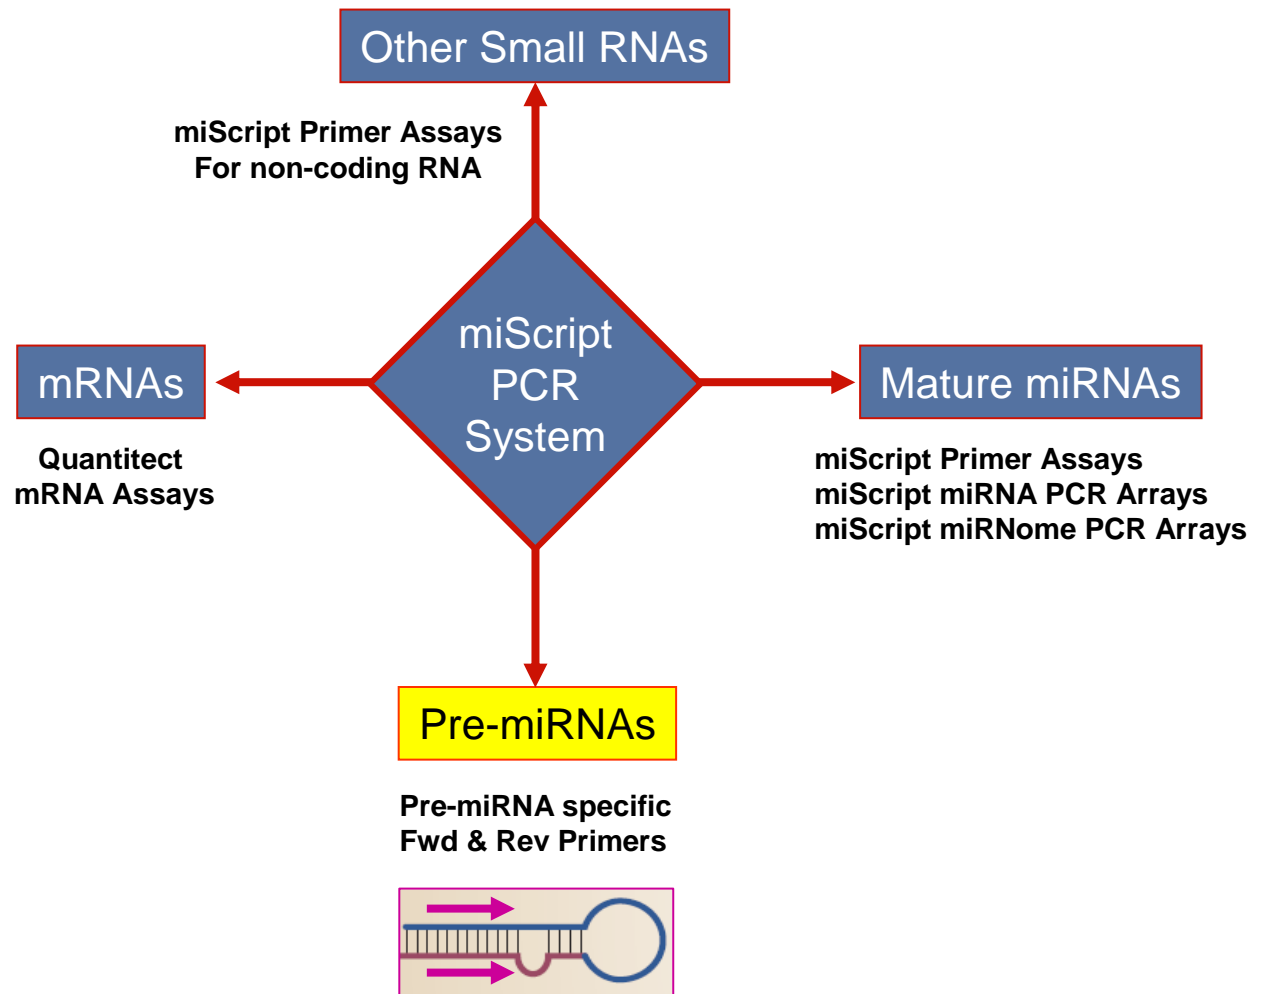 Other Small RNAs
miScript Primer Assays
For non-coding RNA
miScript
PCR
System
mRNAs
Quantitect
mRNA Assays
Mature miRNAs
miScript Primer Assays
miScript miRNA PCR Arrays
miScript miRNome PCR Arrays
Pre-miRNAs
Pre-miRNA specific
Fwd & Rev Primers